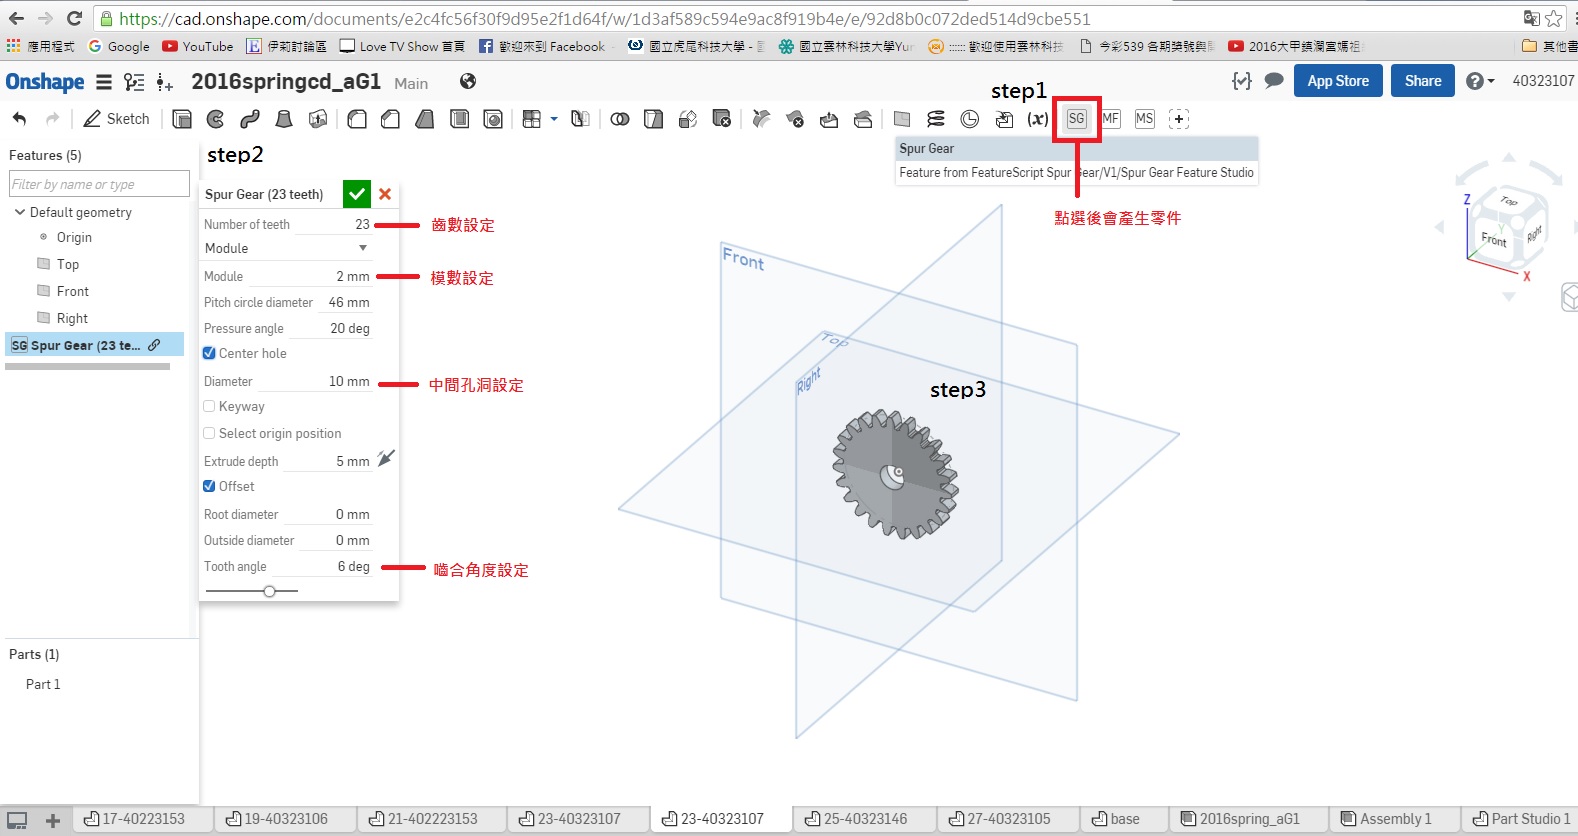 https://cad.onshape.com/documents/e2c4fc56f30f9d95e2f1d64f/w/1d3af589c594e9ac8f919b4e/e/92d8b0c072ded514d9cbe551
應用程式 Google YouTube 伊莉討論區 Love TV Show 首頁 歡迎來到 Facebook 國立虎尾科技大學 - 國立雲林科技大學Yun :::::: 歡迎使用雲林科技 今彩539 各期獎號與 2016大甲鎮瀾宮媽祖 其他書
Onshape 2016springcd_aG1 Main App Store Share 40323107
step1
Sketch (x) SG MF MS
Spur Gear
Feature from FeatureScript Spur Gear/V1/Spur Gear Feature Studio
點選後會產生零件
Features (5)
Filter by name or type
Default geometry
Origin
Top
Front
Right
SG Spur Gear (23 te...
Parts (1)
Part 1
step2
Spur Gear (23 teeth)
Number of teeth 23 齒數設定
Module
Module 2 mm 模數設定
Pitch circle diameter 46 mm
Pressure angle 20 deg
Center hole
Diameter 10 mm 中間孔洞設定
Keyway
Select origin position
Extrude depth 5 mm
Offset
Root diameter 0 mm
Outside diameter 0 mm
Tooth angle 6 deg 嚙合角度設定
Front
Top
Right
step3
Z
Top
Y
Front
Right
X
17-40223153 19-40323106 21-402223153 23-40323107 23-40323107 25-40323146 27-40323105 base 2016spring_aG1 Assembly 1 Part Studio 1